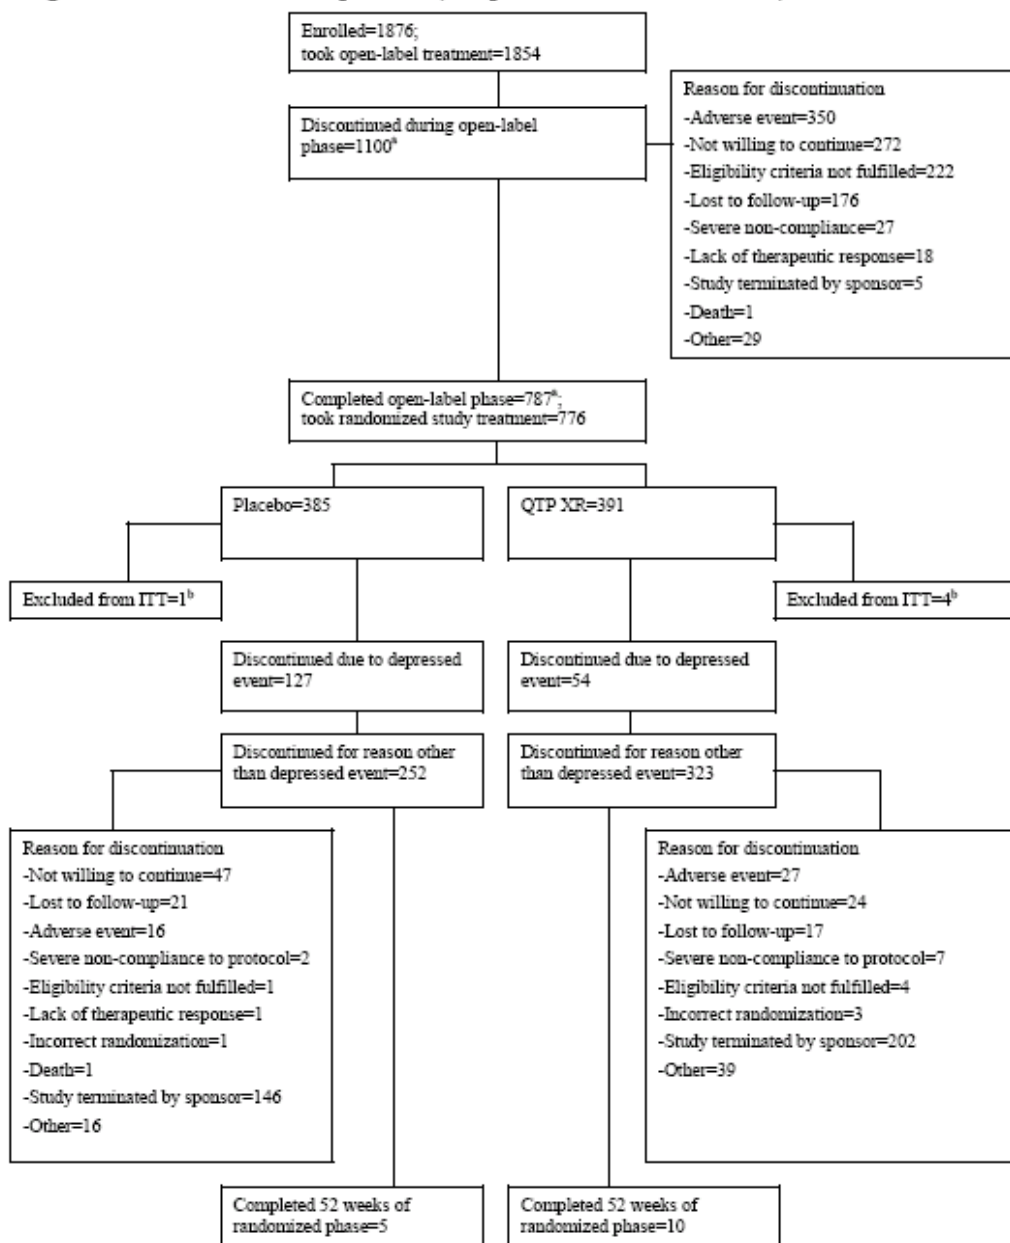 Enrolled=1876;
took open-label treatment=1854
Discontinued during open-label
phase=1100ª
Reason for discontinuation
-Adverse event=350
-Not willing to continue=272
-Eligibility criteria not fulfilled=222
-Lost to follow-up=176
-Severe non-compliance=27
-Lack of therapeutic response=18
-Study terminated by sponsor=5
-Death=1
-Other=29
Completed open-label phase=787ª;
took randomized study treatment=776
Placebo=385
QTP XR=391
Excluded from ITT=1ᵇ
Excluded from ITT=4ᵇ
Discontinued due to depressed
event=127
Discontinued due to depressed
event=54
Discontinued for reason other
than depressed event=252
Discontinued for reason other
than depressed event=323
Reason for discontinuation
-Not willing to continue=47
-Lost to follow-up=21
-Adverse event=16
-Severe non-compliance to protocol=2
-Eligibility criteria not fulfilled=1
-Lack of therapeutic response=1
-Incorrect randomization=1
-Death=1
-Study terminated by sponsor=146
-Other=16
Reason for discontinuation
-Adverse event=27
-Not willing to continue=24
-Lost to follow-up=17
-Severe non-compliance to protocol=7
-Eligibility criteria not fulfilled=4
-Incorrect randomization=3
-Study terminated by sponsor=202
-Other=39
Completed 52 weeks of
randomized phase=5
Completed 52 weeks of
randomized phase=10